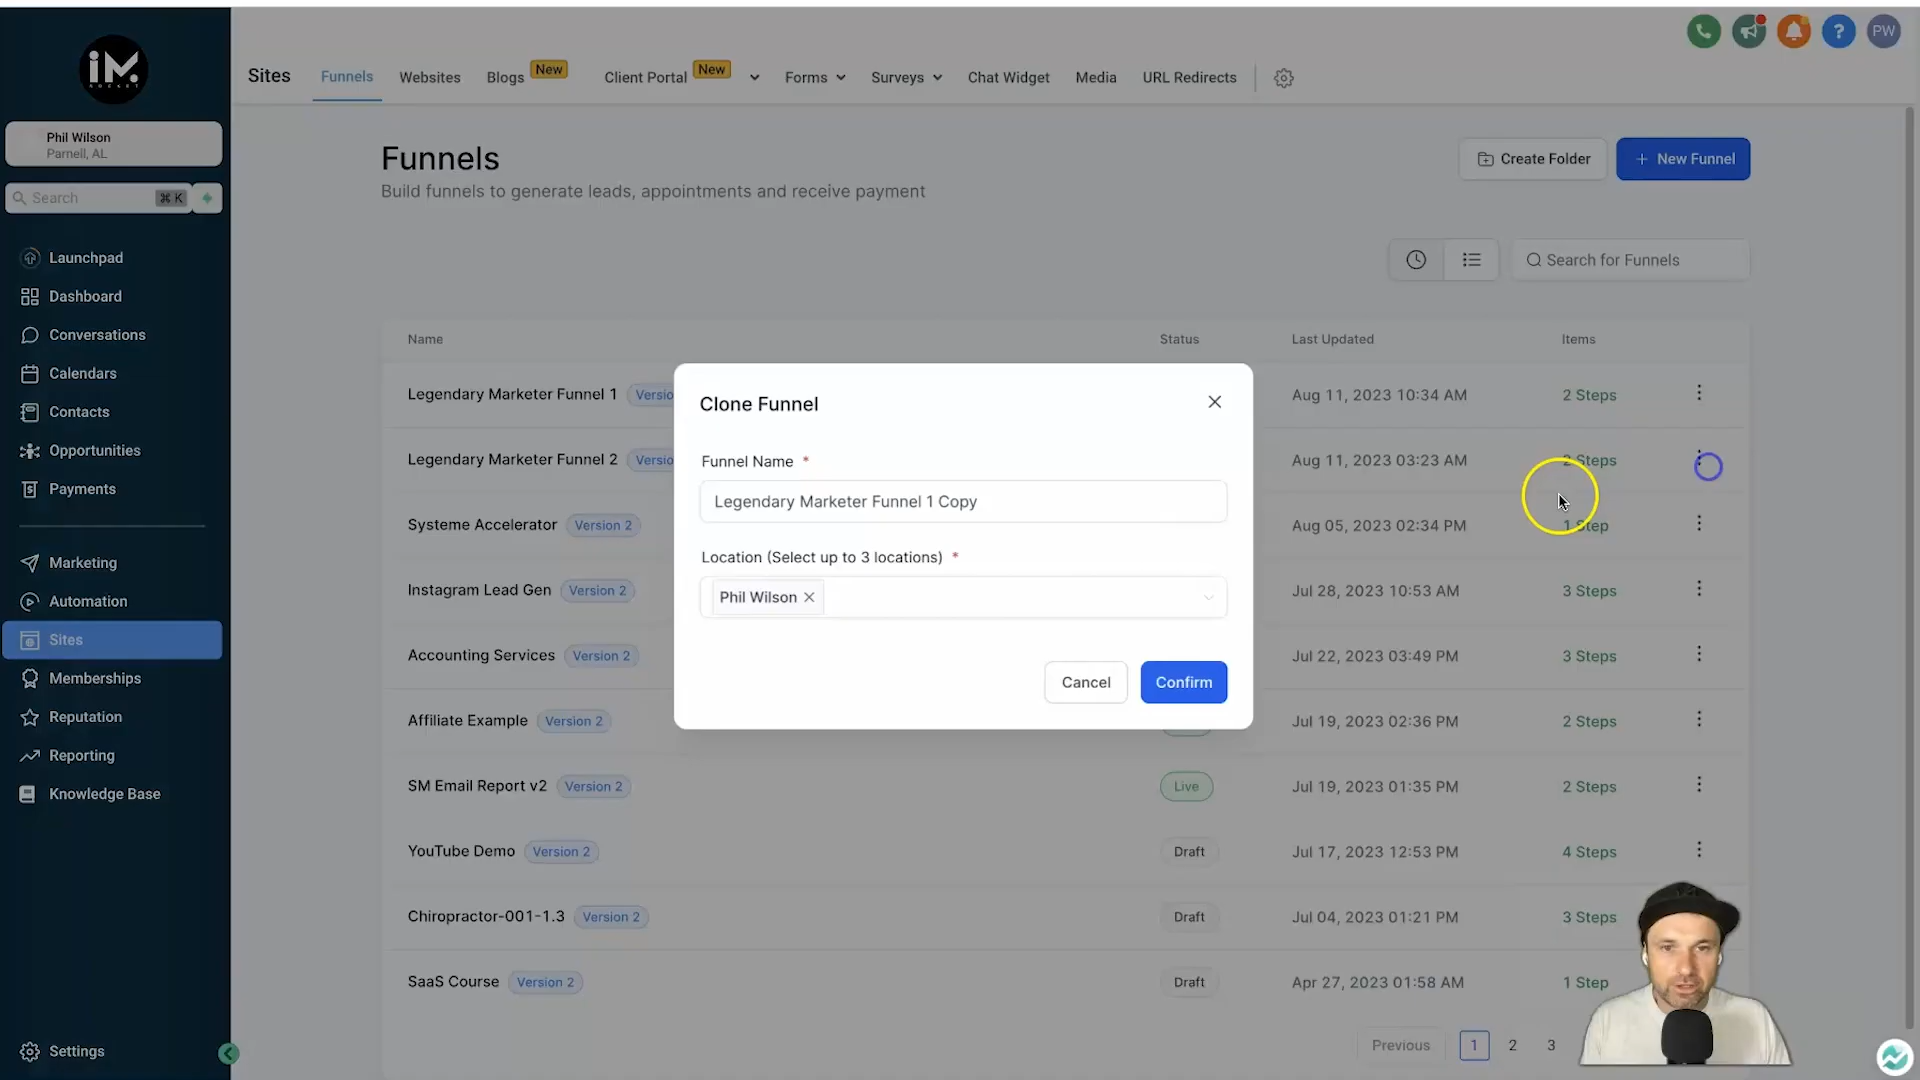 iM.
ROCKET
Phil Wilson
Parnell, AL
Search ⌘ K
Launchpad
Dashboard
Conversations
Calendars
Contacts
Opportunities
Payments
Marketing
Automation
Sites
Memberships
Reputation
Reporting
Knowledge Base
Settings
Sites Funnels Websites Blogs New Client Portal New Forms Surveys Chat Widget Media URL Redirects
? PW
Funnels
Build funnels to generate leads, appointments and receive payment
Create Folder + New Funnel
Search for Funnels
Name Status Last Updated Items
Legendary Marketer Funnel 1 Versio Aug 11, 2023 10:34 AM 2 Steps
Legendary Marketer Funnel 2 Versio Aug 11, 2023 03:23 AM 2 Steps
Systeme Accelerator Version 2 Aug 05, 2023 02:34 PM 1 Step
Instagram Lead Gen Version 2 Jul 28, 2023 10:53 AM 3 Steps
Accounting Services Version 2 Jul 22, 2023 03:49 PM 3 Steps
Affiliate Example Version 2 Jul 19, 2023 02:36 PM 2 Steps
SM Email Report v2 Version 2 Live Jul 19, 2023 01:35 PM 2 Steps
YouTube Demo Version 2 Draft Jul 17, 2023 12:53 PM 4 Steps
Chiropractor-001-1.3 Version 2 Draft Jul 04, 2023 01:21 PM 3 Steps
SaaS Course Version 2 Draft Apr 27, 2023 01:58 AM 1 Step
Previous 1 2 3
Clone Funnel
Funnel Name *
Legendary Marketer Funnel 1 Copy
Location (Select up to 3 locations) *
Phil Wilson
Cancel Confirm